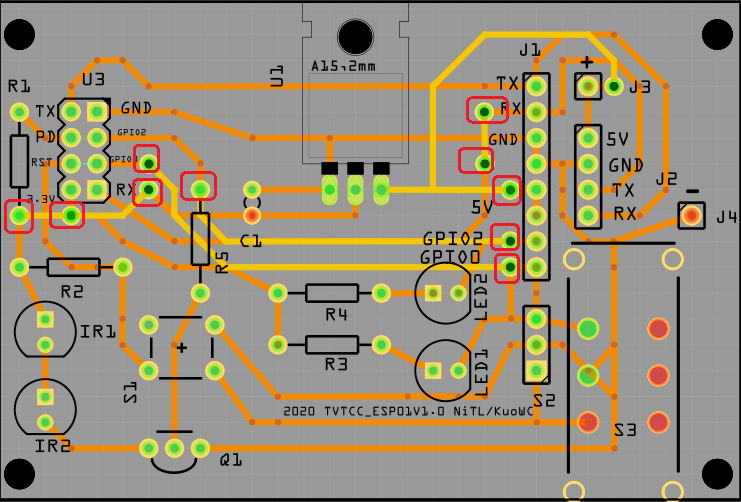 A15,2mm
J1
U1
TX
+
J3
R1
U3
TX
GND
RX
PD
GPIO2
GND
5V
RST
GPIO0
GND
3.3V
RX
TX
J2
-
5V
RX
J4
C1
GPIO2
GPIO0
R5
R2
LED2
R4
IR1
+
R3
LED1
S1
2020 TVTCC_ESP01V1.0 NiTL/KuoWC
S2
S3
IR2
Q1